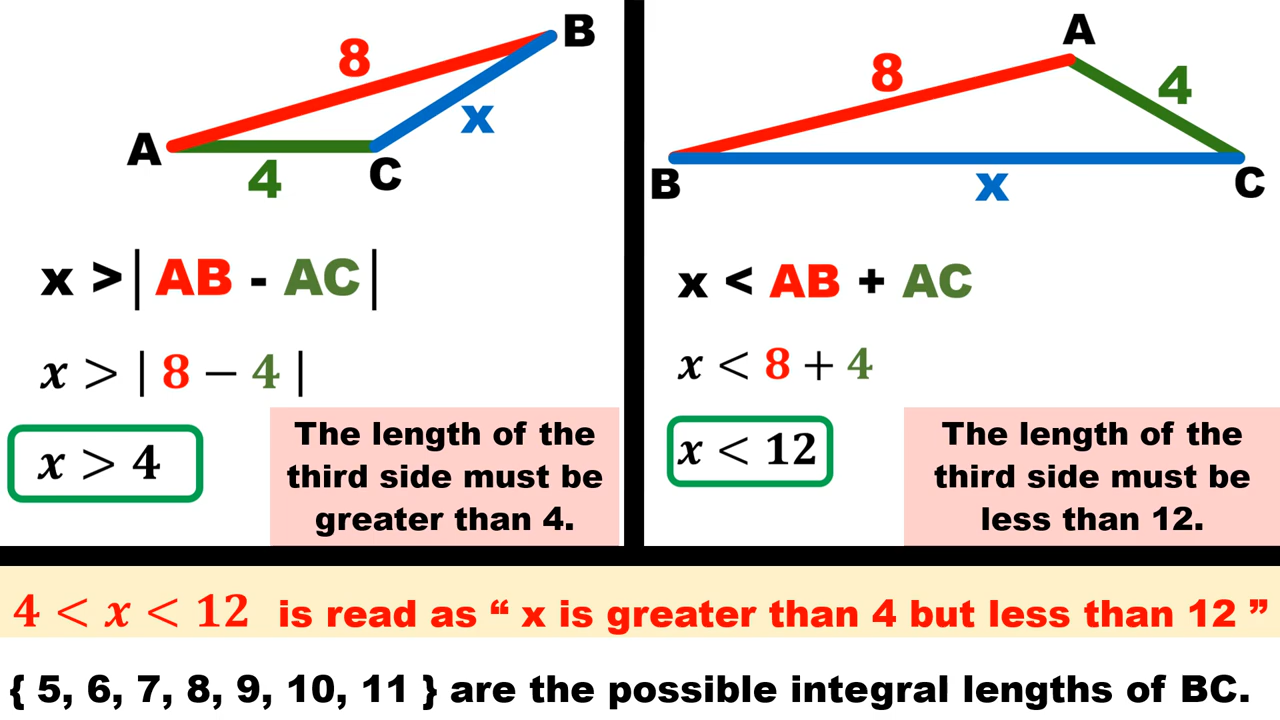 8
B
A
x
4
C
x > | AB - AC |
x > | 8 − 4 |
x > 4
The length of the
third side must be
greater than 4.
A
8
4
B
x
C
x < AB + AC
x < 8 + 4
x < 12
The length of the
third side must be
less than 12.
4 < x < 12 is read as “ x is greater than 4 but less than 12 ”
{ 5, 6, 7, 8, 9, 10, 11 } are the possible integral lengths of BC.